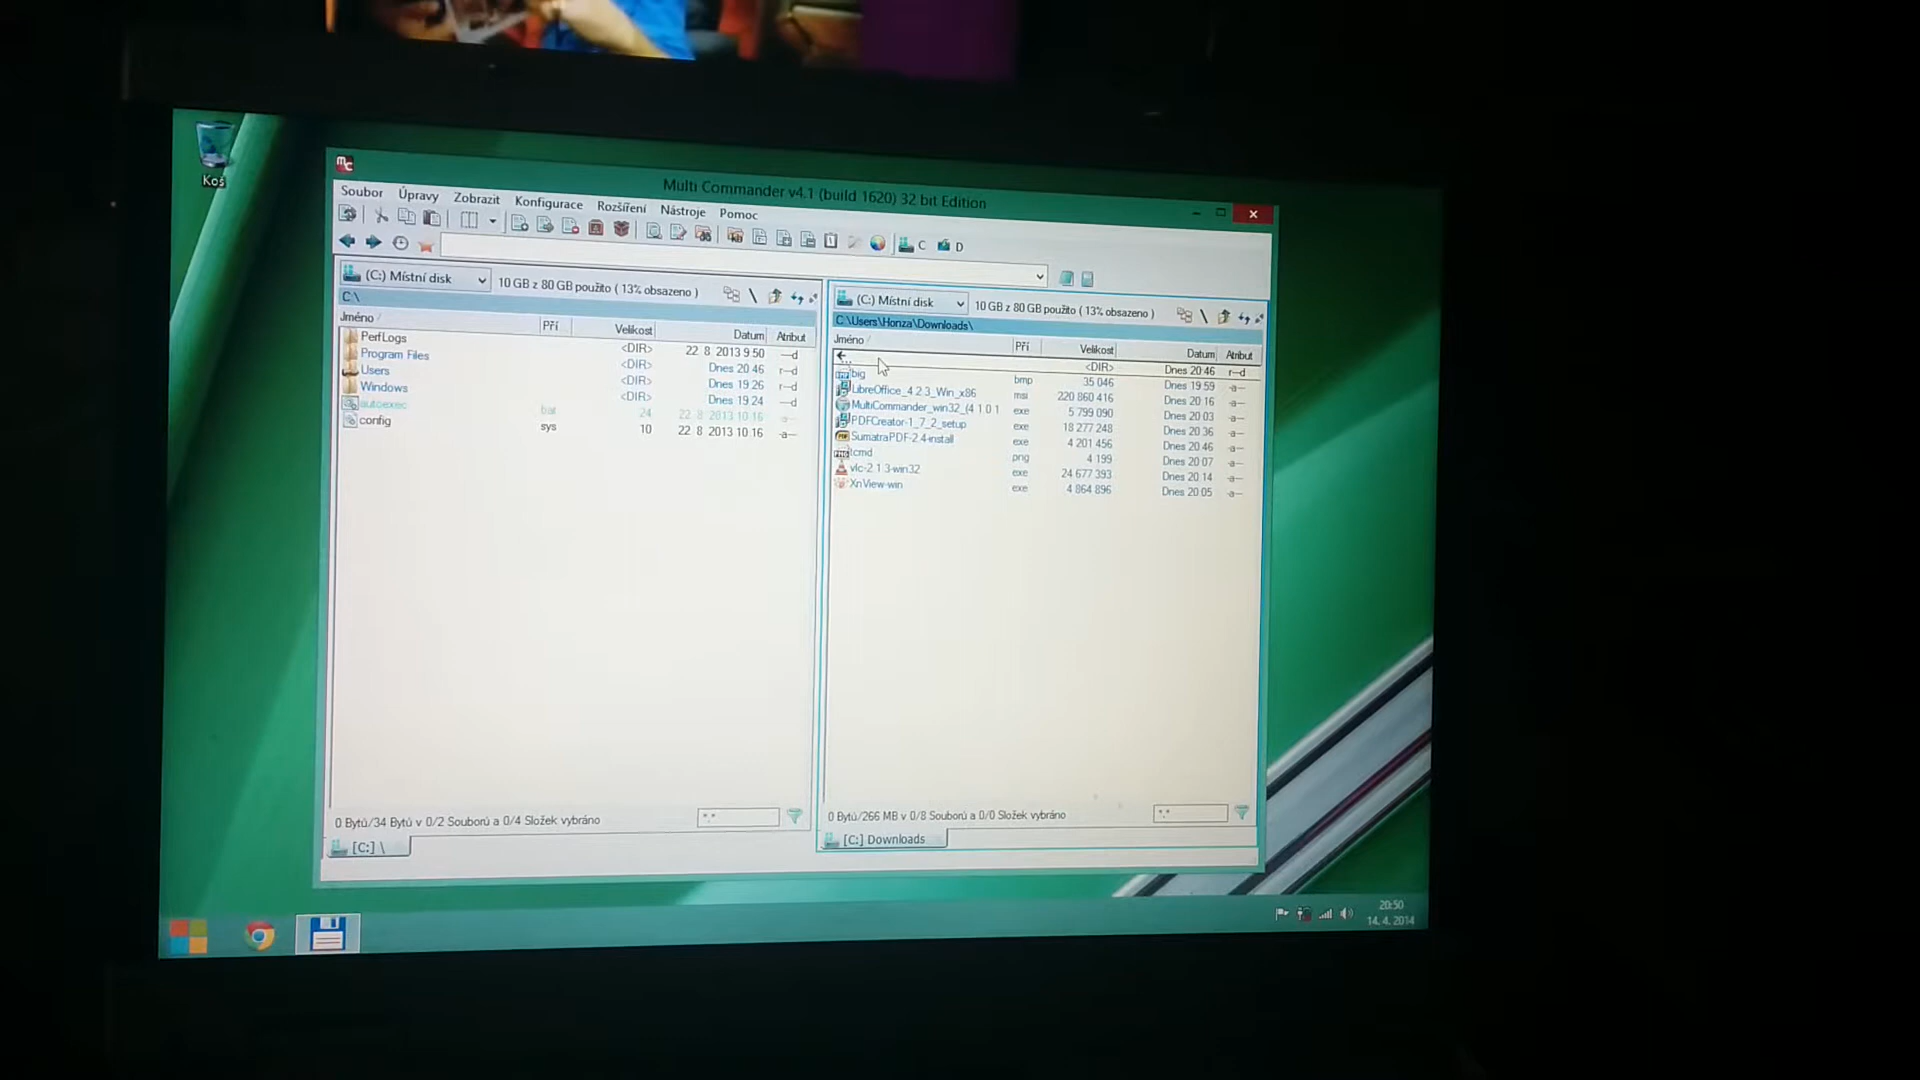 Koš
Multi Commander v4.1 (build 1620) 32 bit Edition
Soubor Úpravy Zobrazit Konfigurace Rozšíření Nástroje Pomoc
C D
(C:) Místní disk 10 GB z 80 GB použito ( 13% obsazeno )
C:\
Jméno Pří Velikost Datum Atribut
PerfLogs <DIR> 22 8 2013 9:50 —d
Program Files <DIR> Dnes 20:46 r—d
Users <DIR> Dnes 19:26 r—d
Windows <DIR> Dnes 19:24 —d
autoexec bat 24 22 8 2013 10:16 a—
config sys 10 22 8 2013 10:16 -a—
0 Bytů/34 Bytů v 0/2 Souborů a 0/4 Složek vybráno *.*
[C:] \
(C:) Místní disk 10 GB z 80 GB použito ( 13% obsazeno )
C:\Users\Honza\Downloads\
Jméno Pří Velikost Datum Atribut
.. <DIR> Dnes 20:46 r—d
big bmp 35 046 Dnes 19:59 -a—
LibreOffice_4.2.3_Win_x86 msi 220 860 416 Dnes 20:16 -a—
MultiCommander_win32_(4.1.0.1 exe 5 799 090 Dnes 20:03 -a—
PDFCreator-1_7_2_setup exe 18 277 248 Dnes 20:36 -a—
SumatraPDF-2.4-install exe 4 201 456 Dnes 20:46 -a—
tcmd png 4 199 Dnes 20:07 -a—
vlc-2.1.3-win32 exe 24 677 393 Dnes 20:14 -a—
XnView-win exe 4 864 896 Dnes 20:05 -a—
0 Bytů/266 MB v 0/8 Souborů a 0/0 Složek vybráno *.*
[C:] Downloads
20:50
14. 4. 2014